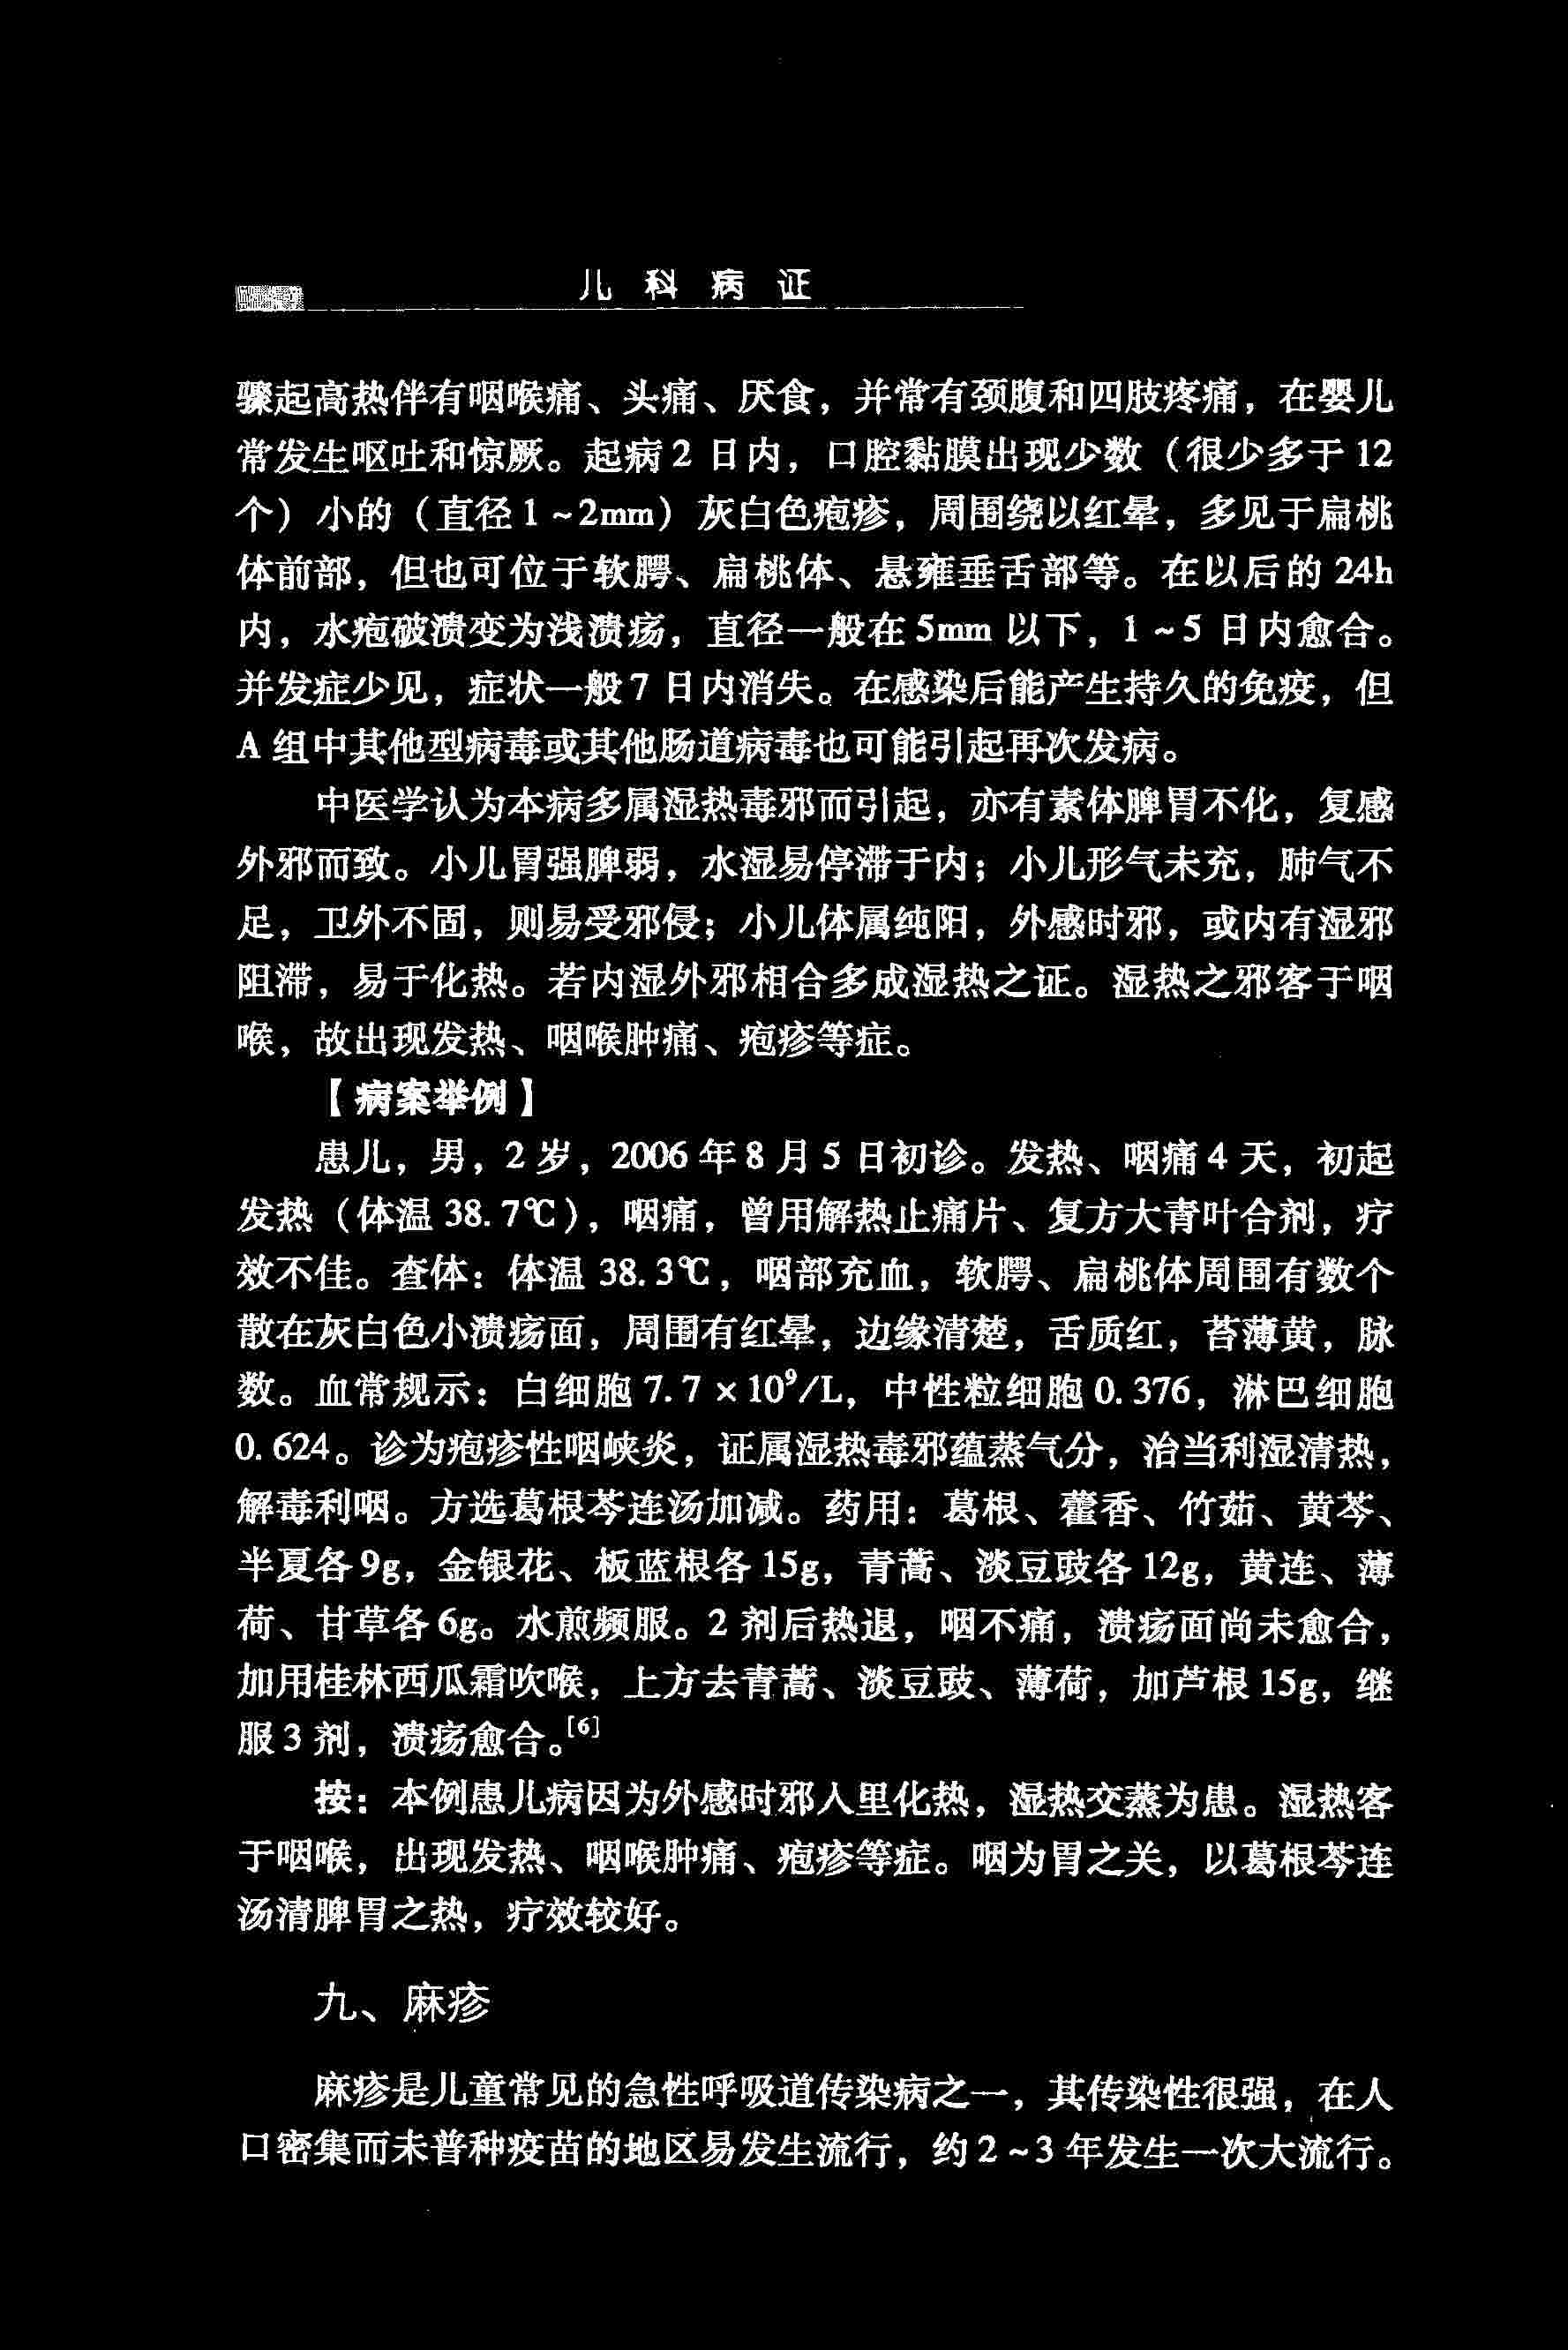 儿科病证
骤起高热伴有咽喉痛、头痛、厌食，并常有颈腹和四肢疼痛，在婴儿
常发生呕吐和惊厥。起病2日内，口腔黏膜出现少数（很少多于12
个）小的（直径1~2mm）灰白色疱疹，周围绕以红晕，多见于扁桃
体前部，但也可位于软腭、扁桃体、悬雍垂舌部等。在以后的24h
内，水疱破溃变为浅溃疡，直径一般在5mm以下，1~5日内愈合。
并发症少见，症状一般7日内消失。在感染后能产生持久的免疫，但
A组中其他型病毒或其他肠道病毒也可能引起再次发病。
中医学认为本病多属湿热毒邪而引起，亦有素体脾胃不化，复感
外邪而致。小儿胃强脾弱，水湿易停滞于内；小儿形气未充，肺气不
足，卫外不固，则易受邪侵；小儿体属纯阳，外感时邪，或内有湿邪
阻滞，易于化热。若内湿外邪相合多成湿热之证。湿热之邪客于咽
喉，故出现发热、咽喉肿痛、疱疹等症。
【病案举例】
患儿，男，2岁，2006年8月5日初诊。发热、咽痛4天，初起
发热（体温38.7℃），咽痛，曾用解热止痛片、复方大青叶合剂，疗
效不佳。查体：体温38.3℃，咽部充血，软腭、扁桃体周围有数个
散在灰白色小溃疡面，周围有红晕，边缘清楚，舌质红，苔薄黄，脉
数。血常规示：白细胞7.7×10⁹/L，中性粒细胞0.376，淋巴细胞
0.624。诊为疱疹性咽峡炎，证属湿热毒邪蕴蒸气分，治当利湿清热，
解毒利咽。方选葛根芩连汤加减。药用：葛根、藿香、竹茹、黄芩、
半夏各9g，金银花、板蓝根各15g，青蒿、淡豆豉各12g，黄连、薄
荷、甘草各6g。水煎频服。2剂后热退，咽不痛，溃疡面尚未愈合，
加用桂林西瓜霜吹喉，上方去青蒿、淡豆豉、薄荷，加芦根15g，继
服3剂，溃疡愈合。[6]
按：本例患儿病因为外感时邪人里化热，湿热交蒸为患。湿热客
于咽喉，出现发热、咽喉肿痛、疱疹等症。咽为胃之关，以葛根芩连
汤清脾胃之热，疗效较好。
九、麻疹
麻疹是儿童常见的急性呼吸道传染病之一，其传染性很强，在人
口密集而未普种疫苗的地区易发生流行，约2~3年发生一次大流行。